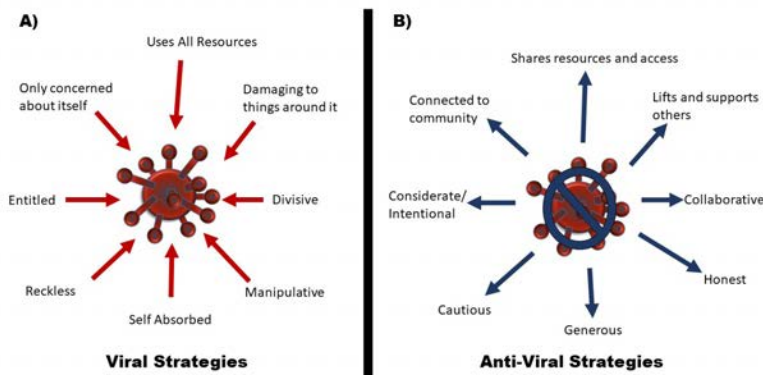 A)
Uses All Resources
Only concerned
about itself
Damaging to
things around it
Entitled
Divisive
Reckless
Manipulative
Self Absorbed
Viral Strategies
B)
Shares resources and access
Connected to
community
Lifts and supports
others
Considerate/
Intentional
Collaborative
Cautious
Honest
Generous
Anti-Viral Strategies